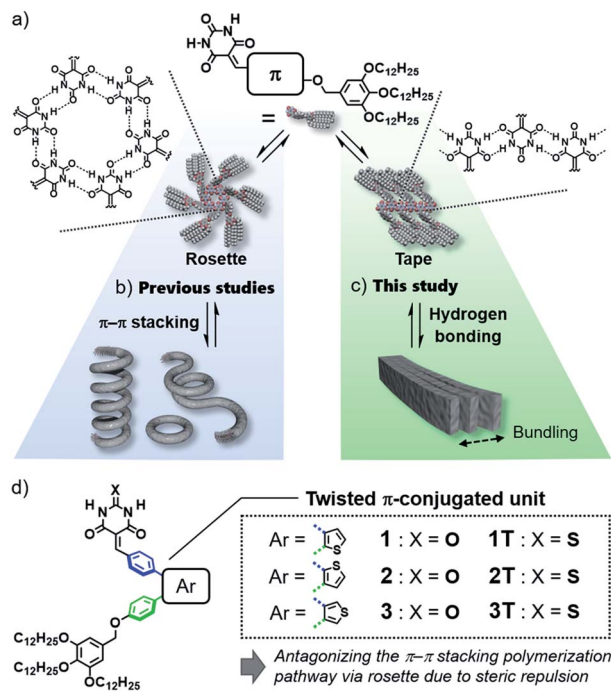 a)
O
H-N
N-H
O
O
π
O
OC₁₂H₂₅
OC₁₂H₂₅
OC₁₂H₂₅
=
Rosette
Tape
b) Previous studies
π–π stacking
c) This study
Hydrogen
bonding
Bundling
d)
X
HN NH
O O
Ar
O
C₁₂H₂₅O
C₁₂H₂₅O
OC₁₂H₂₅
Twisted π-conjugated unit
Ar = S 1 : X = O 1T : X = S
Ar = S 2 : X = O 2T : X = S
Ar = S 3 : X = O 3T : X = S
Antagonizing the π–π stacking polymerization
pathway via rosette due to steric repulsion